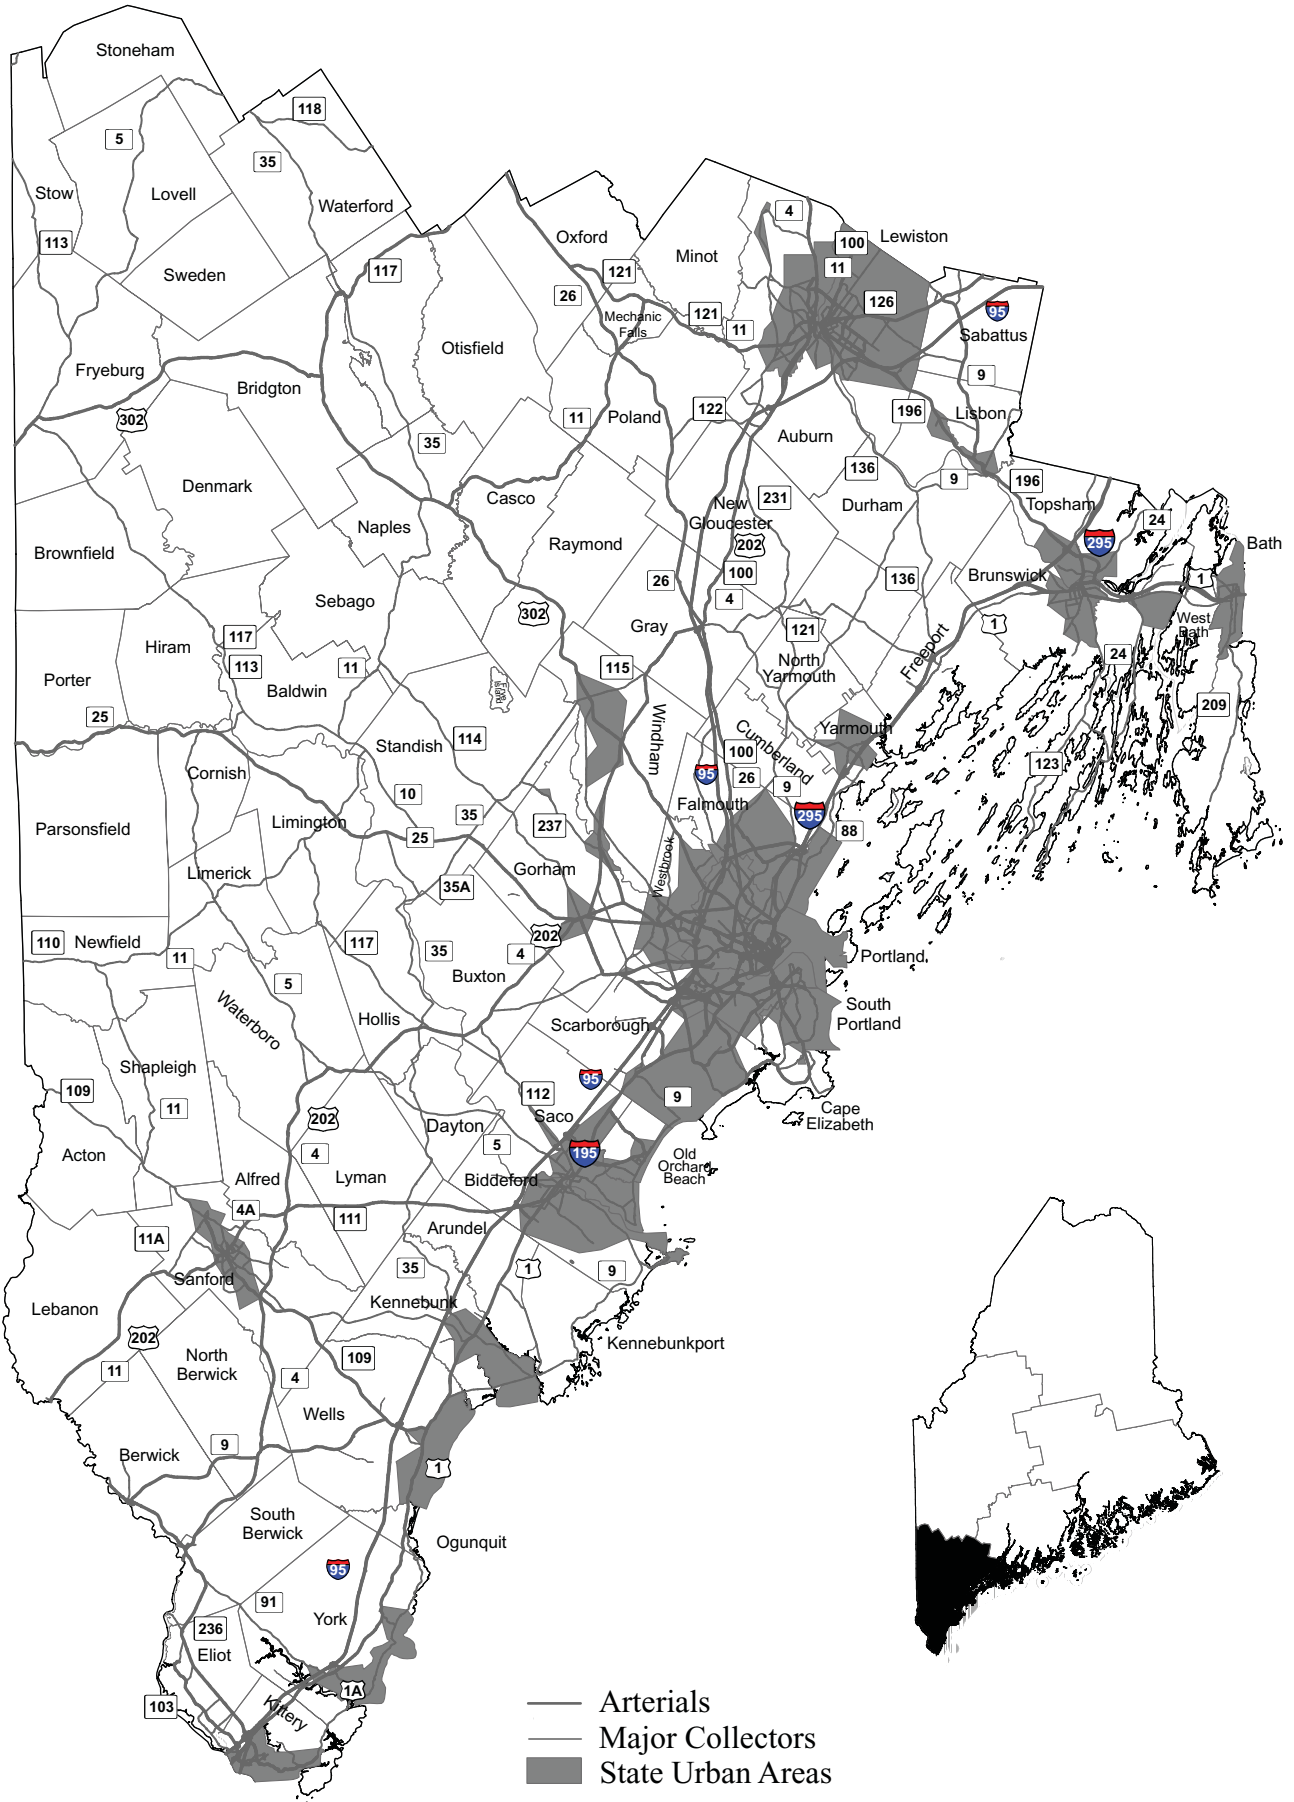 Stoneham
118
5
35
Stow
Lovell
Waterford
4
113
Oxford
100
Lewiston
Sweden
117
121
Minot
11
26
126
95
Mechanic
Falls
121
11
Sabattus
Otisfield
Fryeburg
9
Bridgton
302
11
Poland
122
196
Lisbon
35
Auburn
136
Denmark
9
196
Casco
New
Gloucester
231
Durham
Topsham
Naples
24
Brownfield
Raymond
202
295
Bath
100
26
136
Brunswick
1
Sebago
4
302
West
Bath
117
Gray
121
1
Hiram
113
11
115
North
Yarmouth
Freeport
24
Porter
Baldwin
Frye
Island
25
209
Windham
Yarmouth
Standish
114
Cumberland
100
123
Cornish
95
26
9
10
Falmouth
Parsonsfield
Limington
35
237
295
88
25
Limerick
Gorham
Westbrook
35A
110
Newfield
117
202
11
35
4
Portland
Buxton
5
Waterboro
Hollis
Scarborough
South
Portland
Shapleigh
95
109
11
112
9
202
Saco
Cape
Elizabeth
Dayton
5
4
195
Acton
Old
Orchard
Beach
Alfred
Lyman
Biddeford
4A
111
Arundel
11A
35
1
9
Sanford
Lebanon
Kennebunk
202
Kennebunkport
North
Berwick
109
11
4
Wells
9
Berwick
1
South
Berwick
Ogunquit
95
91
York
236
Eliot
1A
103
Kittery
Arterials
Major Collectors
State Urban Areas